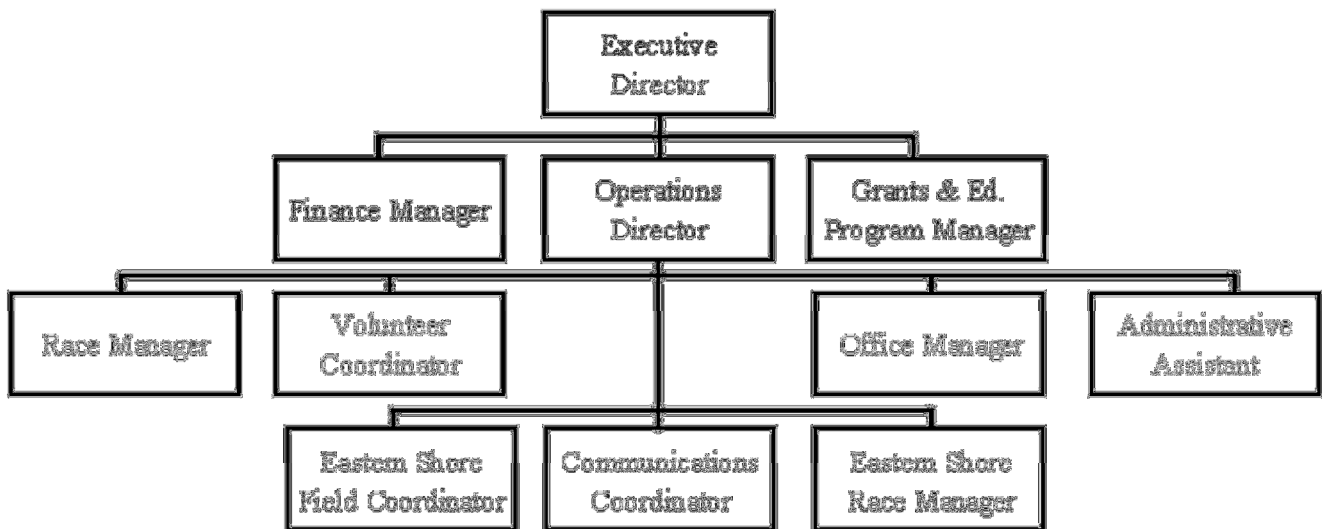 Executive
Director
Finance Manager
Operations
Director
Grants & Ed.
Program Manager
Race Manager
Volunteer
Coordinator
Office Manager
Administrative
Assistant
Eastern Shore
Field Coordinator
Communications
Coordinator
Eastern Shore
Race Manager